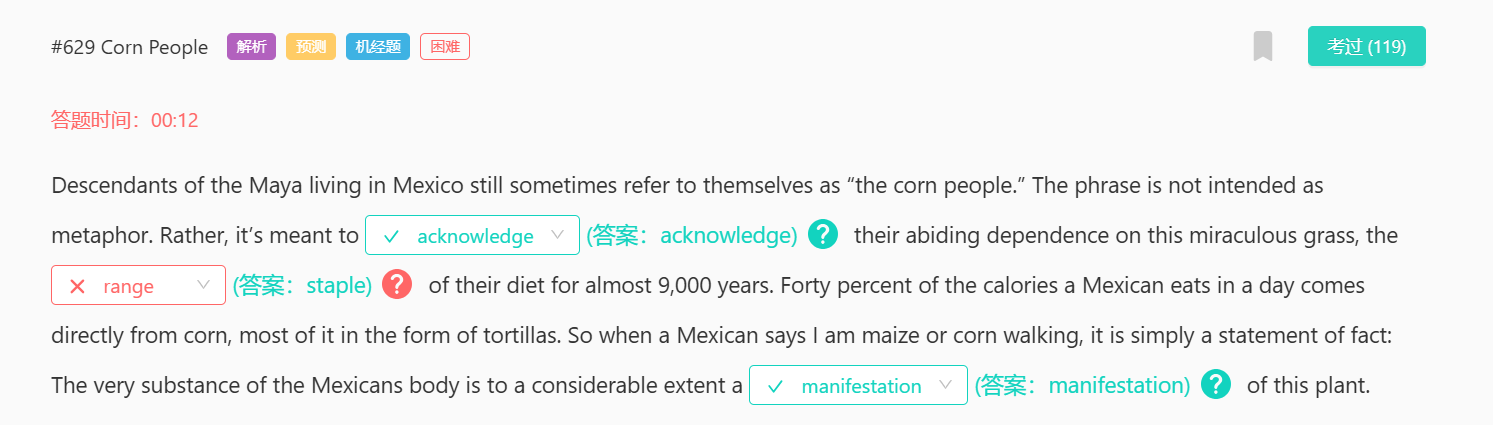 #629 Corn People 解析 预测 机经题 困难 考过 (119)
答题时间：00:12
Descendants of the Maya living in Mexico still sometimes refer to themselves as “the corn people.” The phrase is not intended as
metaphor. Rather, it’s meant to acknowledge (答案：acknowledge) ? their abiding dependence on this miraculous grass, the
range (答案：staple) ? of their diet for almost 9,000 years. Forty percent of the calories a Mexican eats in a day comes
directly from corn, most of it in the form of tortillas. So when a Mexican says I am maize or corn walking, it is simply a statement of fact:
The very substance of the Mexicans body is to a considerable extent a manifestation (答案：manifestation) ? of this plant.